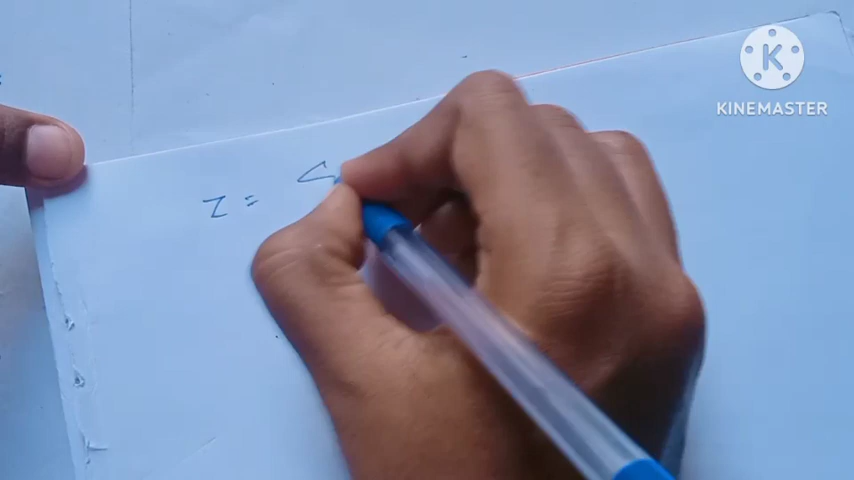 z = <
K
KINEMASTER